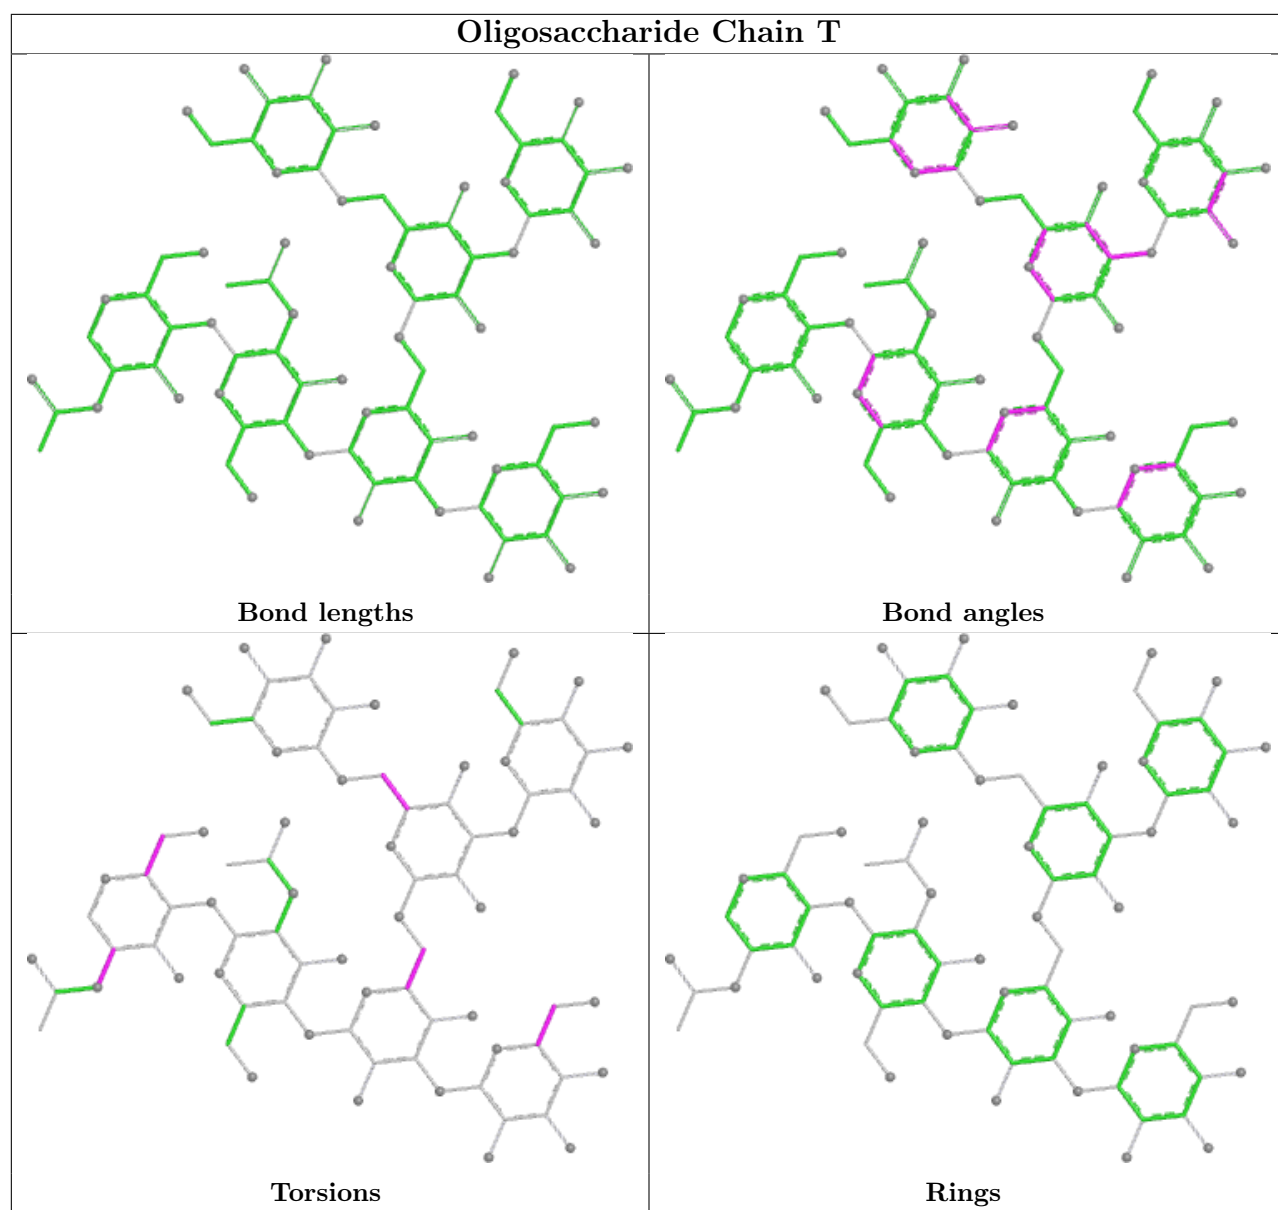 Oligosaccharide Chain T
Bond lengths
Bond angles
Torsions
Rings